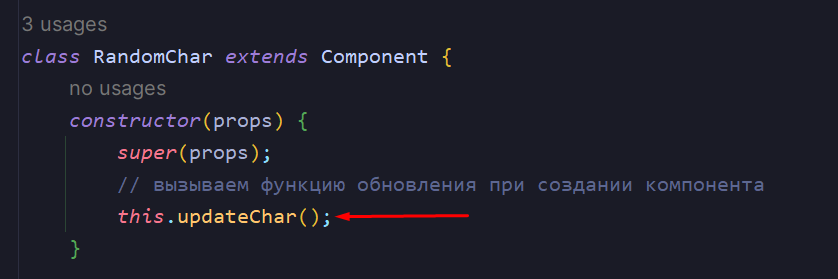 3 usages
class RandomChar extends Component {
no usages
constructor(props) {
super(props);
// вызываем функцию обновления при создании компонента
this.updateChar();
}